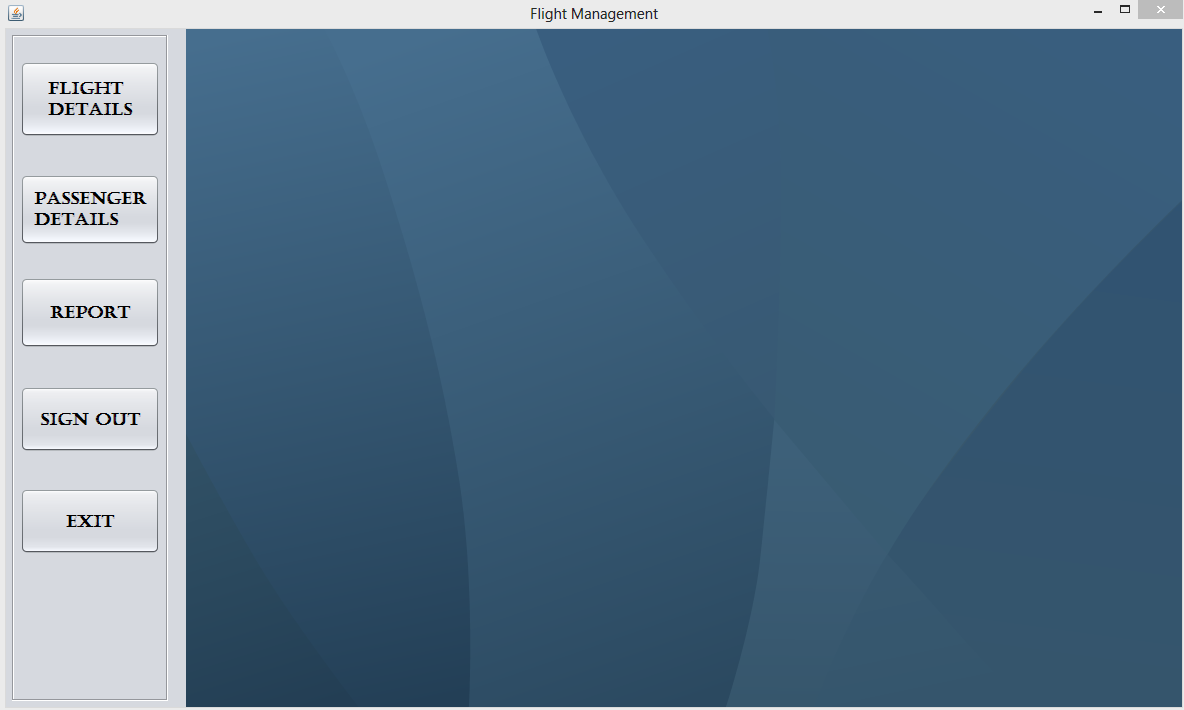 Flight Management
FLIGHT
DETAILS
PASSENGER
DETAILS
REPORT
SIGN OUT
EXIT